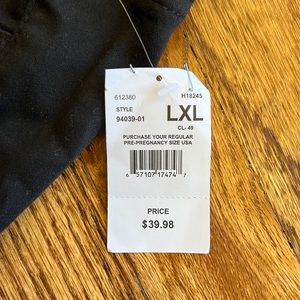 612380 H18245
STYLE LXL
94039-01 CL- 49
PURCHASE YOUR REGULAR
PRE-PREGNANCY SIZE USA
6 57107 17474 7
PRICE
$39.98